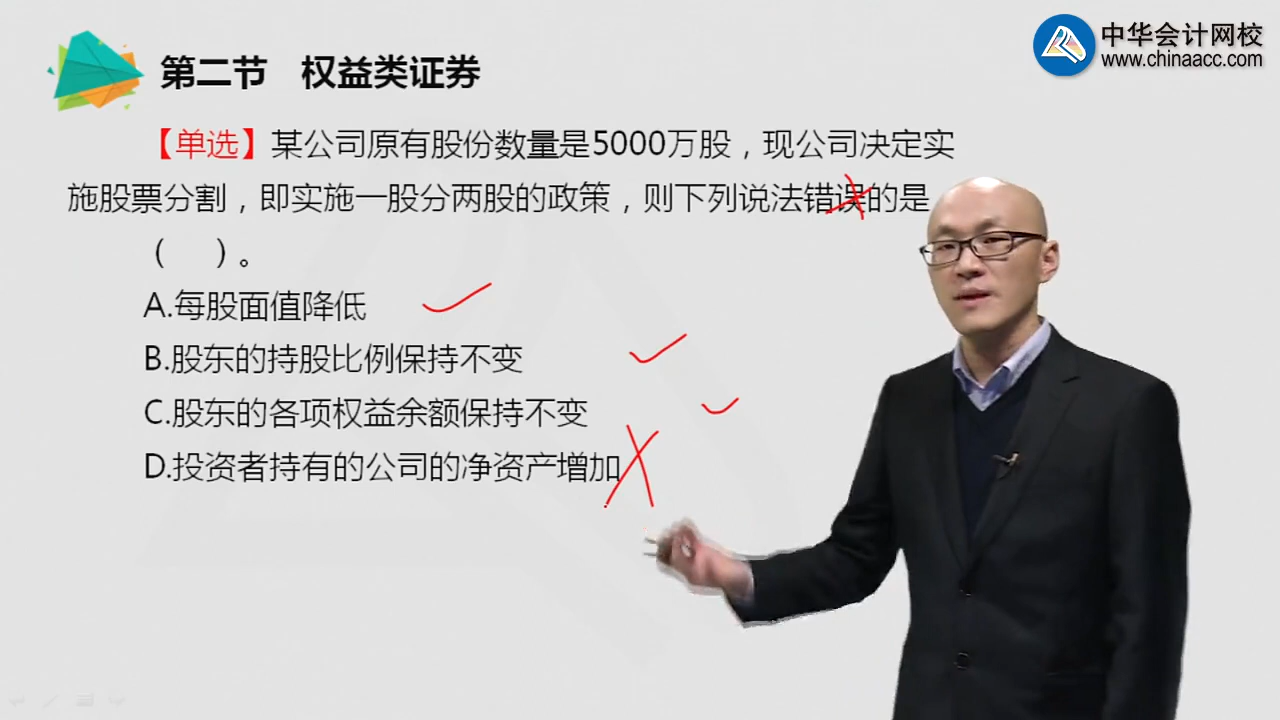 中华会计网校
www.chinaacc.com
第二节 权益类证券
【单选】某公司原有股份数量是5000万股，现公司决定实
施股票分割，即实施一股分两股的政策，则下列说法错误的是
（ ）。
A.每股面值降低
B.股东的持股比例保持不变
C.股东的各项权益余额保持不变
D.投资者持有的公司的净资产增加